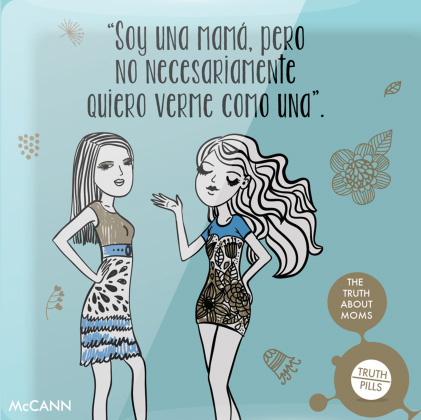 “Soy una mamá, pero
no necesariamente
quiero verme como una”.
THE
TRUTH
ABOUT
MOMS
TRUTH
PILLS
McCANN